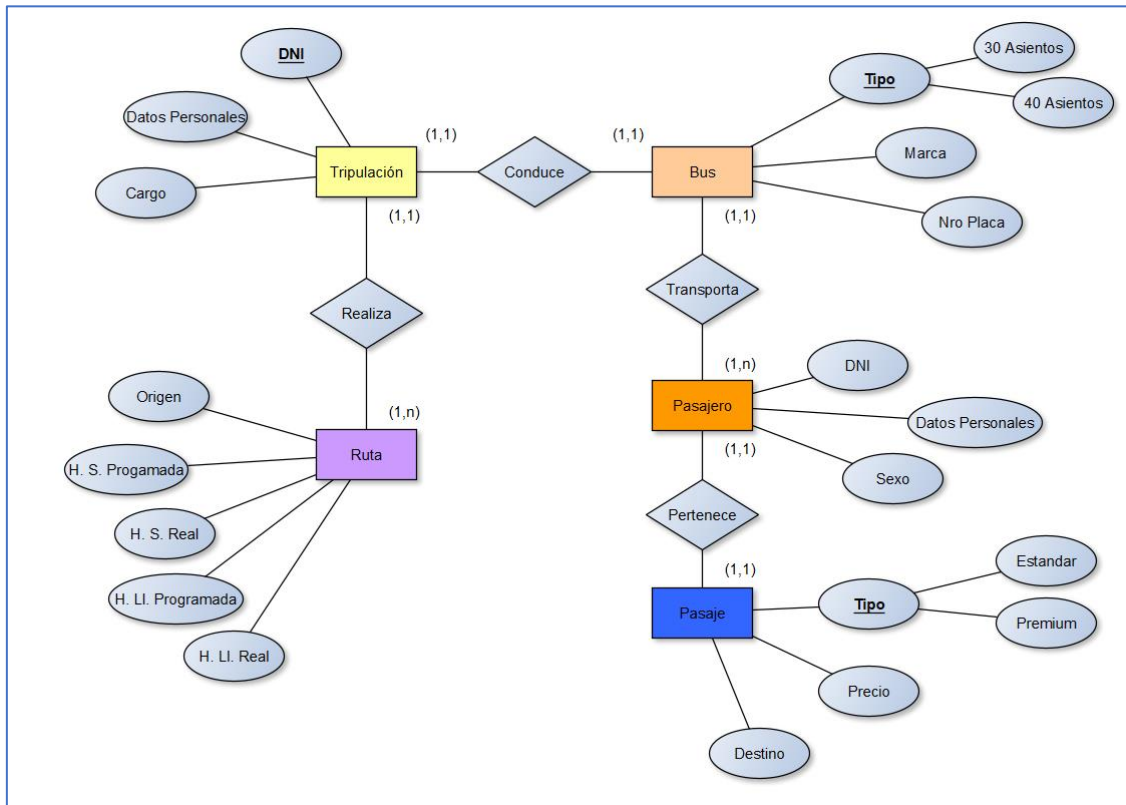 DNI
30 Asientos
Tipo
40 Asientos
Datos Personales
(1,1)
(1,1)
Marca
Tripulación
Conduce
Bus
Cargo
(1,1)
(1,1)
Nro Placa
Realiza
Transporta
(1,n)
DNI
Origen
Pasajero
(1,n)
Datos Personales
(1,1)
Ruta
H. S. Progamada
Sexo
Pertenece
H. S. Real
Estandar
(1,1)
H. Ll. Programada
Pasaje
Tipo
Premium
H. Ll. Real
Precio
Destino